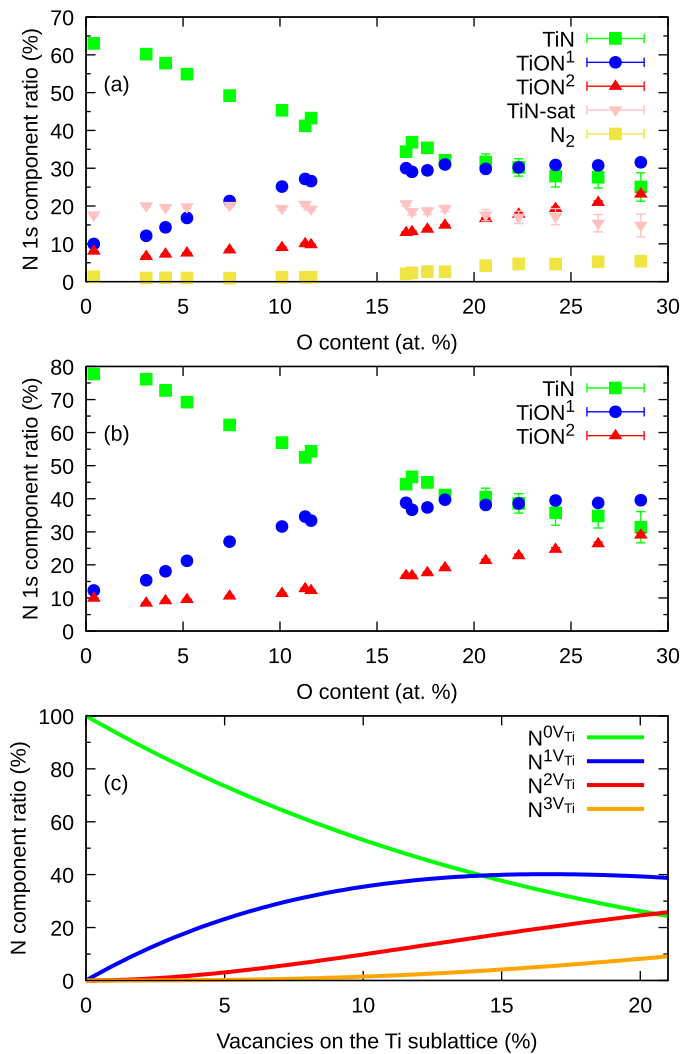 70
60
50
40
30
20
10
0
N 1s component ratio (%)
(a)
TiN
TiON1
TiON2
TiN-sat
N2
0 5 10 15 20 25 30
O content (at. %)
80
70
60
50
40
30
20
10
0
N 1s component ratio (%)
(b)
TiN
TiON1
TiON2
0 5 10 15 20 25 30
O content (at. %)
100
80
60
40
20
0
N component ratio (%)
(c)
N0VTi
N1VTi
N2VTi
N3VTi
0 5 10 15 20
Vacancies on the Ti sublattice (%)